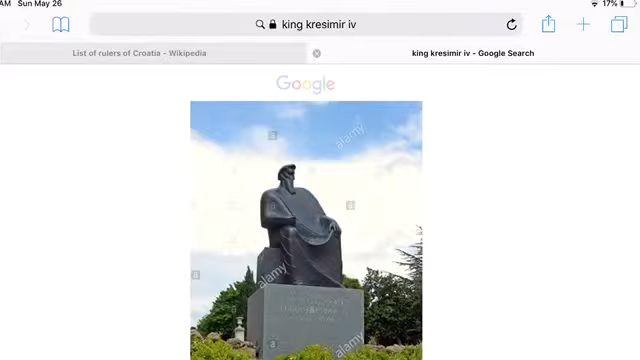 AM Sun May 26
17%
king kresimir iv
List of rulers of Croatia - Wikipedia
king kresimir iv - Google Search
Google
a
alamy
a
a
a
alamy
a
alamy